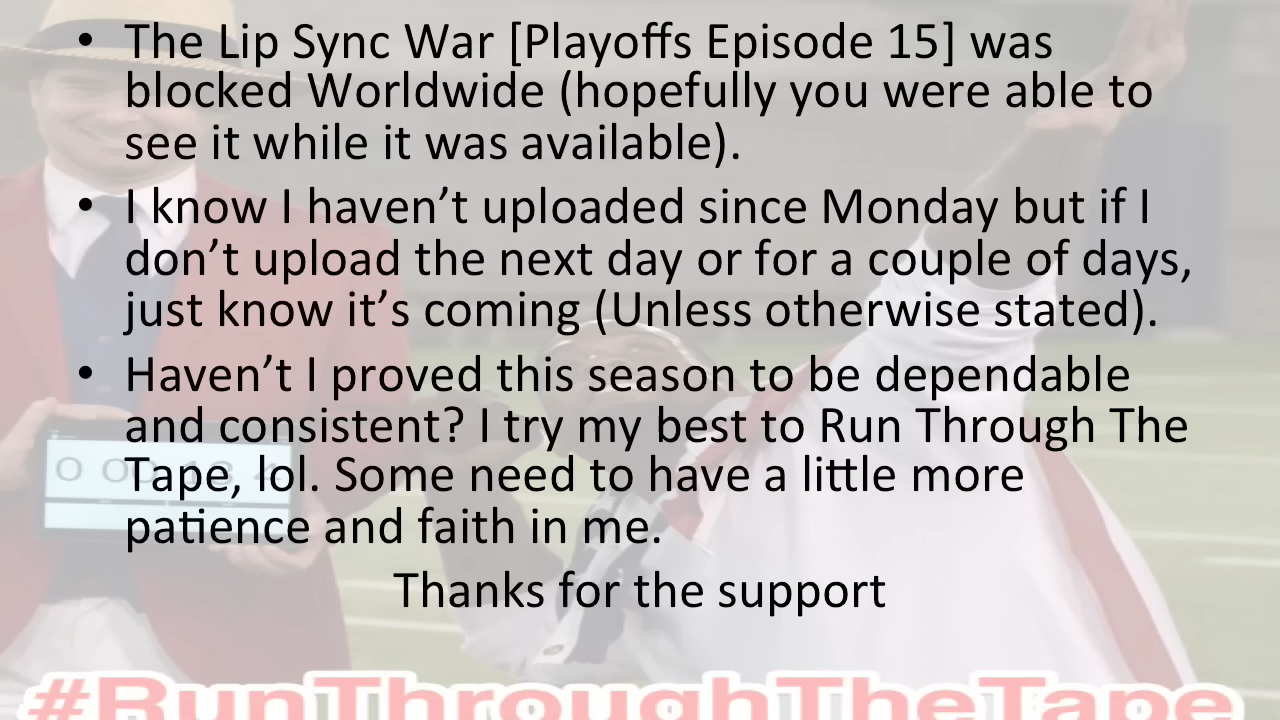 • The Lip Sync War [Playoffs Episode 15] was
blocked Worldwide (hopefully you were able to
see it while it was available).
• I know I haven’t uploaded since Monday but if I
don’t upload the next day or for a couple of days,
just know it’s coming (Unless otherwise stated).
• Haven’t I proved this season to be dependable
and consistent? I try my best to Run Through The
Tape, lol. Some need to have a little more
patience and faith in me.
Thanks for the support
#RunThroughTheTape